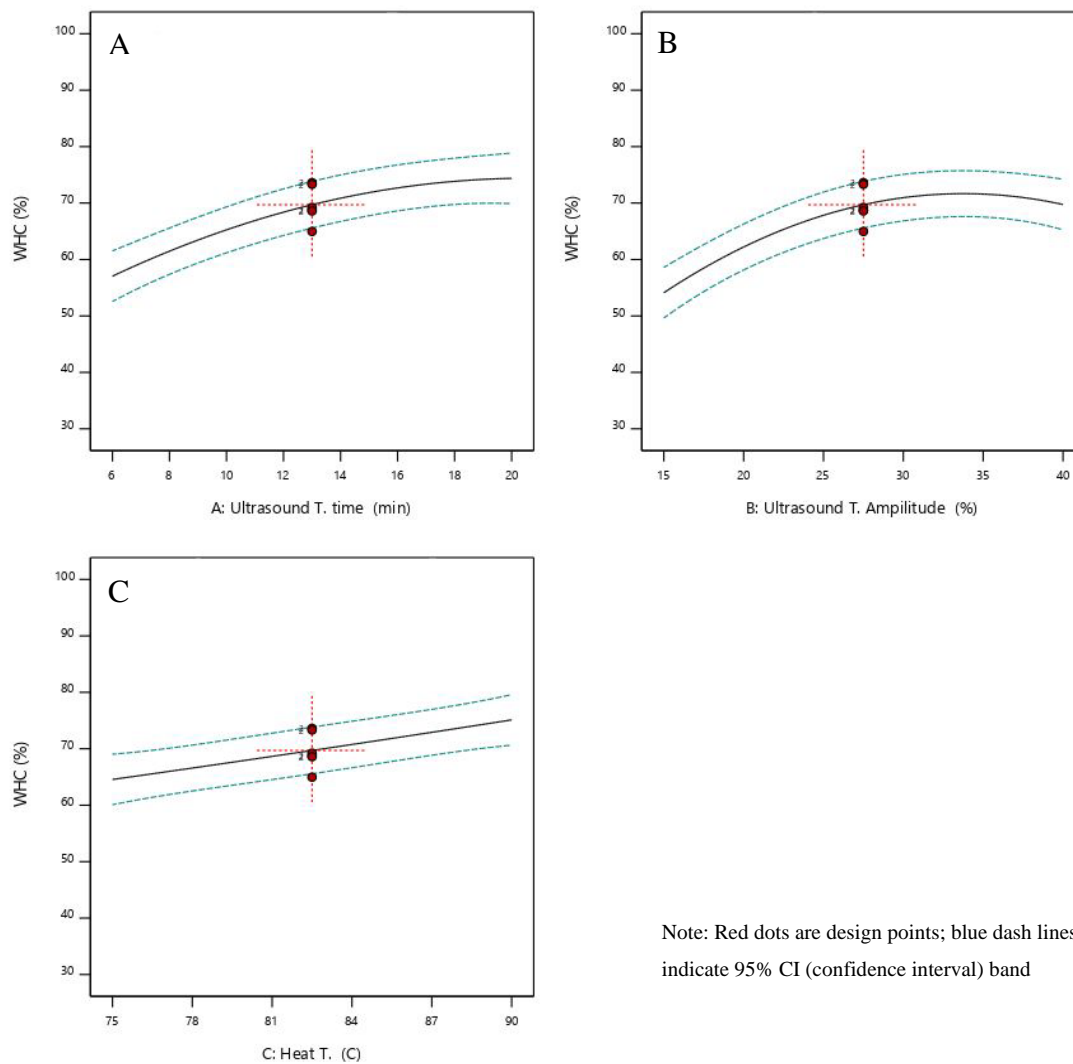 A
100
90
80
70
60
50
40
30
WHC (%)
6 8 10 12 14 16 18 20
A: Ultrasound T. time (min)
B
100
90
80
70
60
50
40
30
WHC (%)
15 20 25 30 35 40
B: Ultrasound T. Ampilitude (%)
C
100
90
80
70
60
50
40
30
WHC (%)
75 78 81 84 87 90
C: Heat T. (C)
Note: Red dots are design points; blue dash lines
indicate 95% CI (confidence interval) band